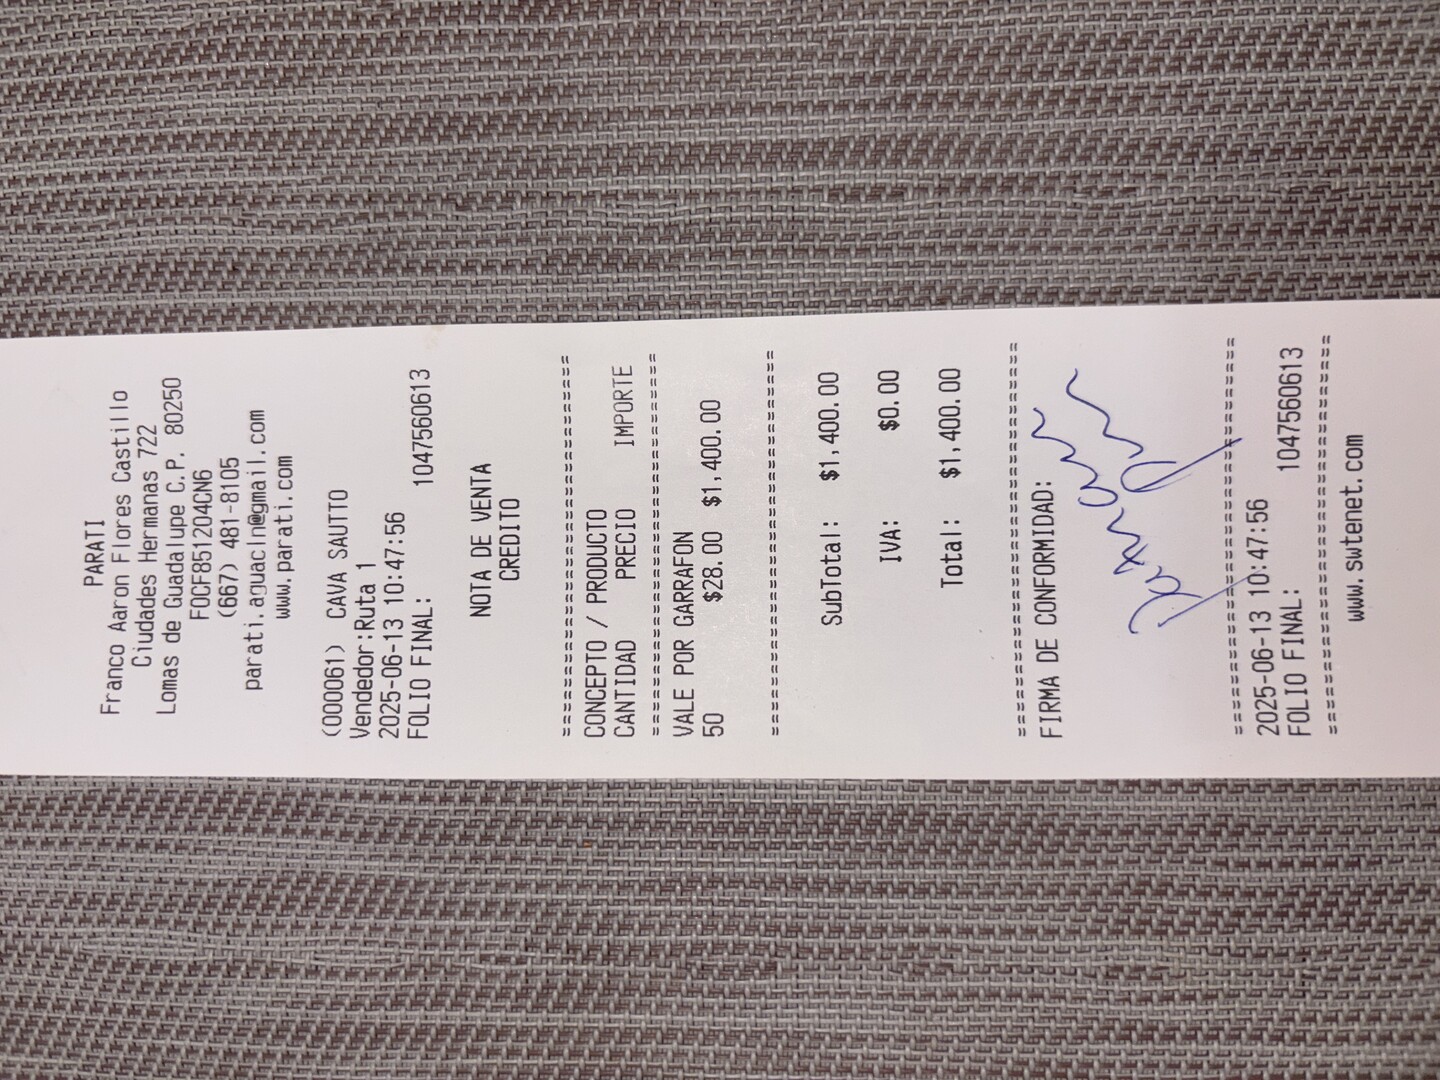 PARATI
Franco Aaron Flores Castillo
Ciudades Hermanas 722
Lomas de Guadalupe C.P. 80250
FOCF851204CN6
(667) 481-8105
parati.aguacln@gmail.com
www.parati.com
(000061) CAVA SAUTTO
Vendedor:Ruta 1
2025-06-13 10:47:56
FOLIO FINAL: 1047560613
NOTA DE VENTA
CREDITO
======================================
CONCEPTO / PRODUCTO
CANTIDAD PRECIO IMPORTE
======================================
VALE POR GARRAFON
50 $28.00 $1,400.00
======================================
SubTotal: $1,400.00
IVA: $0.00
Total: $1,400.00
======================================
FIRMA DE CONFORMIDAD:
======================================
2025-06-13 10:47:56
FOLIO FINAL: 1047560613
======================================
www.swtenet.com